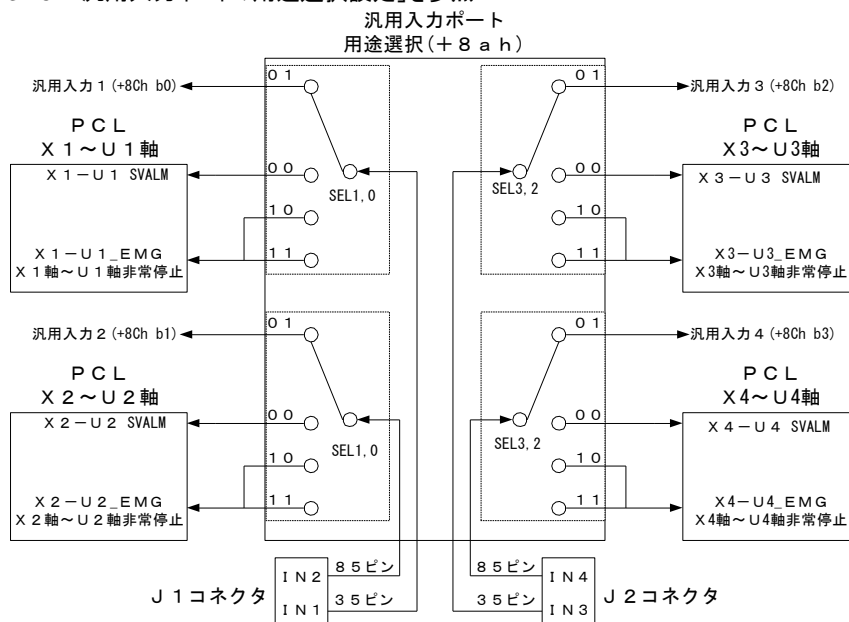 汎用入力ポート
用途選択(+8ah)
汎用入力1 (+8Ch b0)
PCL
X1~U1軸
X1-U1 SVALM
X1-U1_EMG
X1軸~U1軸非常停止
01
00
10
11
SEL1,0
汎用入力3 (+8Ch b2)
PCL
X3~U3軸
X3-U3 SVALM
X3-U3_EMG
X3軸~U3軸非常停止
01
00
10
11
SEL3,2
汎用入力2 (+8Ch b1)
PCL
X2~U2軸
X2-U2 SVALM
X2-U2_EMG
X2軸~U2軸非常停止
01
00
10
11
SEL1,0
汎用入力4 (+8Ch b3)
PCL
X4~U4軸
X4-U4 SVALM
X4-U4_EMG
X4軸~U4軸非常停止
01
00
10
11
SEL3,2
J1コネクタ
IN2
85ピン
IN1
35ピン
85ピン
IN4
35ピン
IN3
J2コネクタ